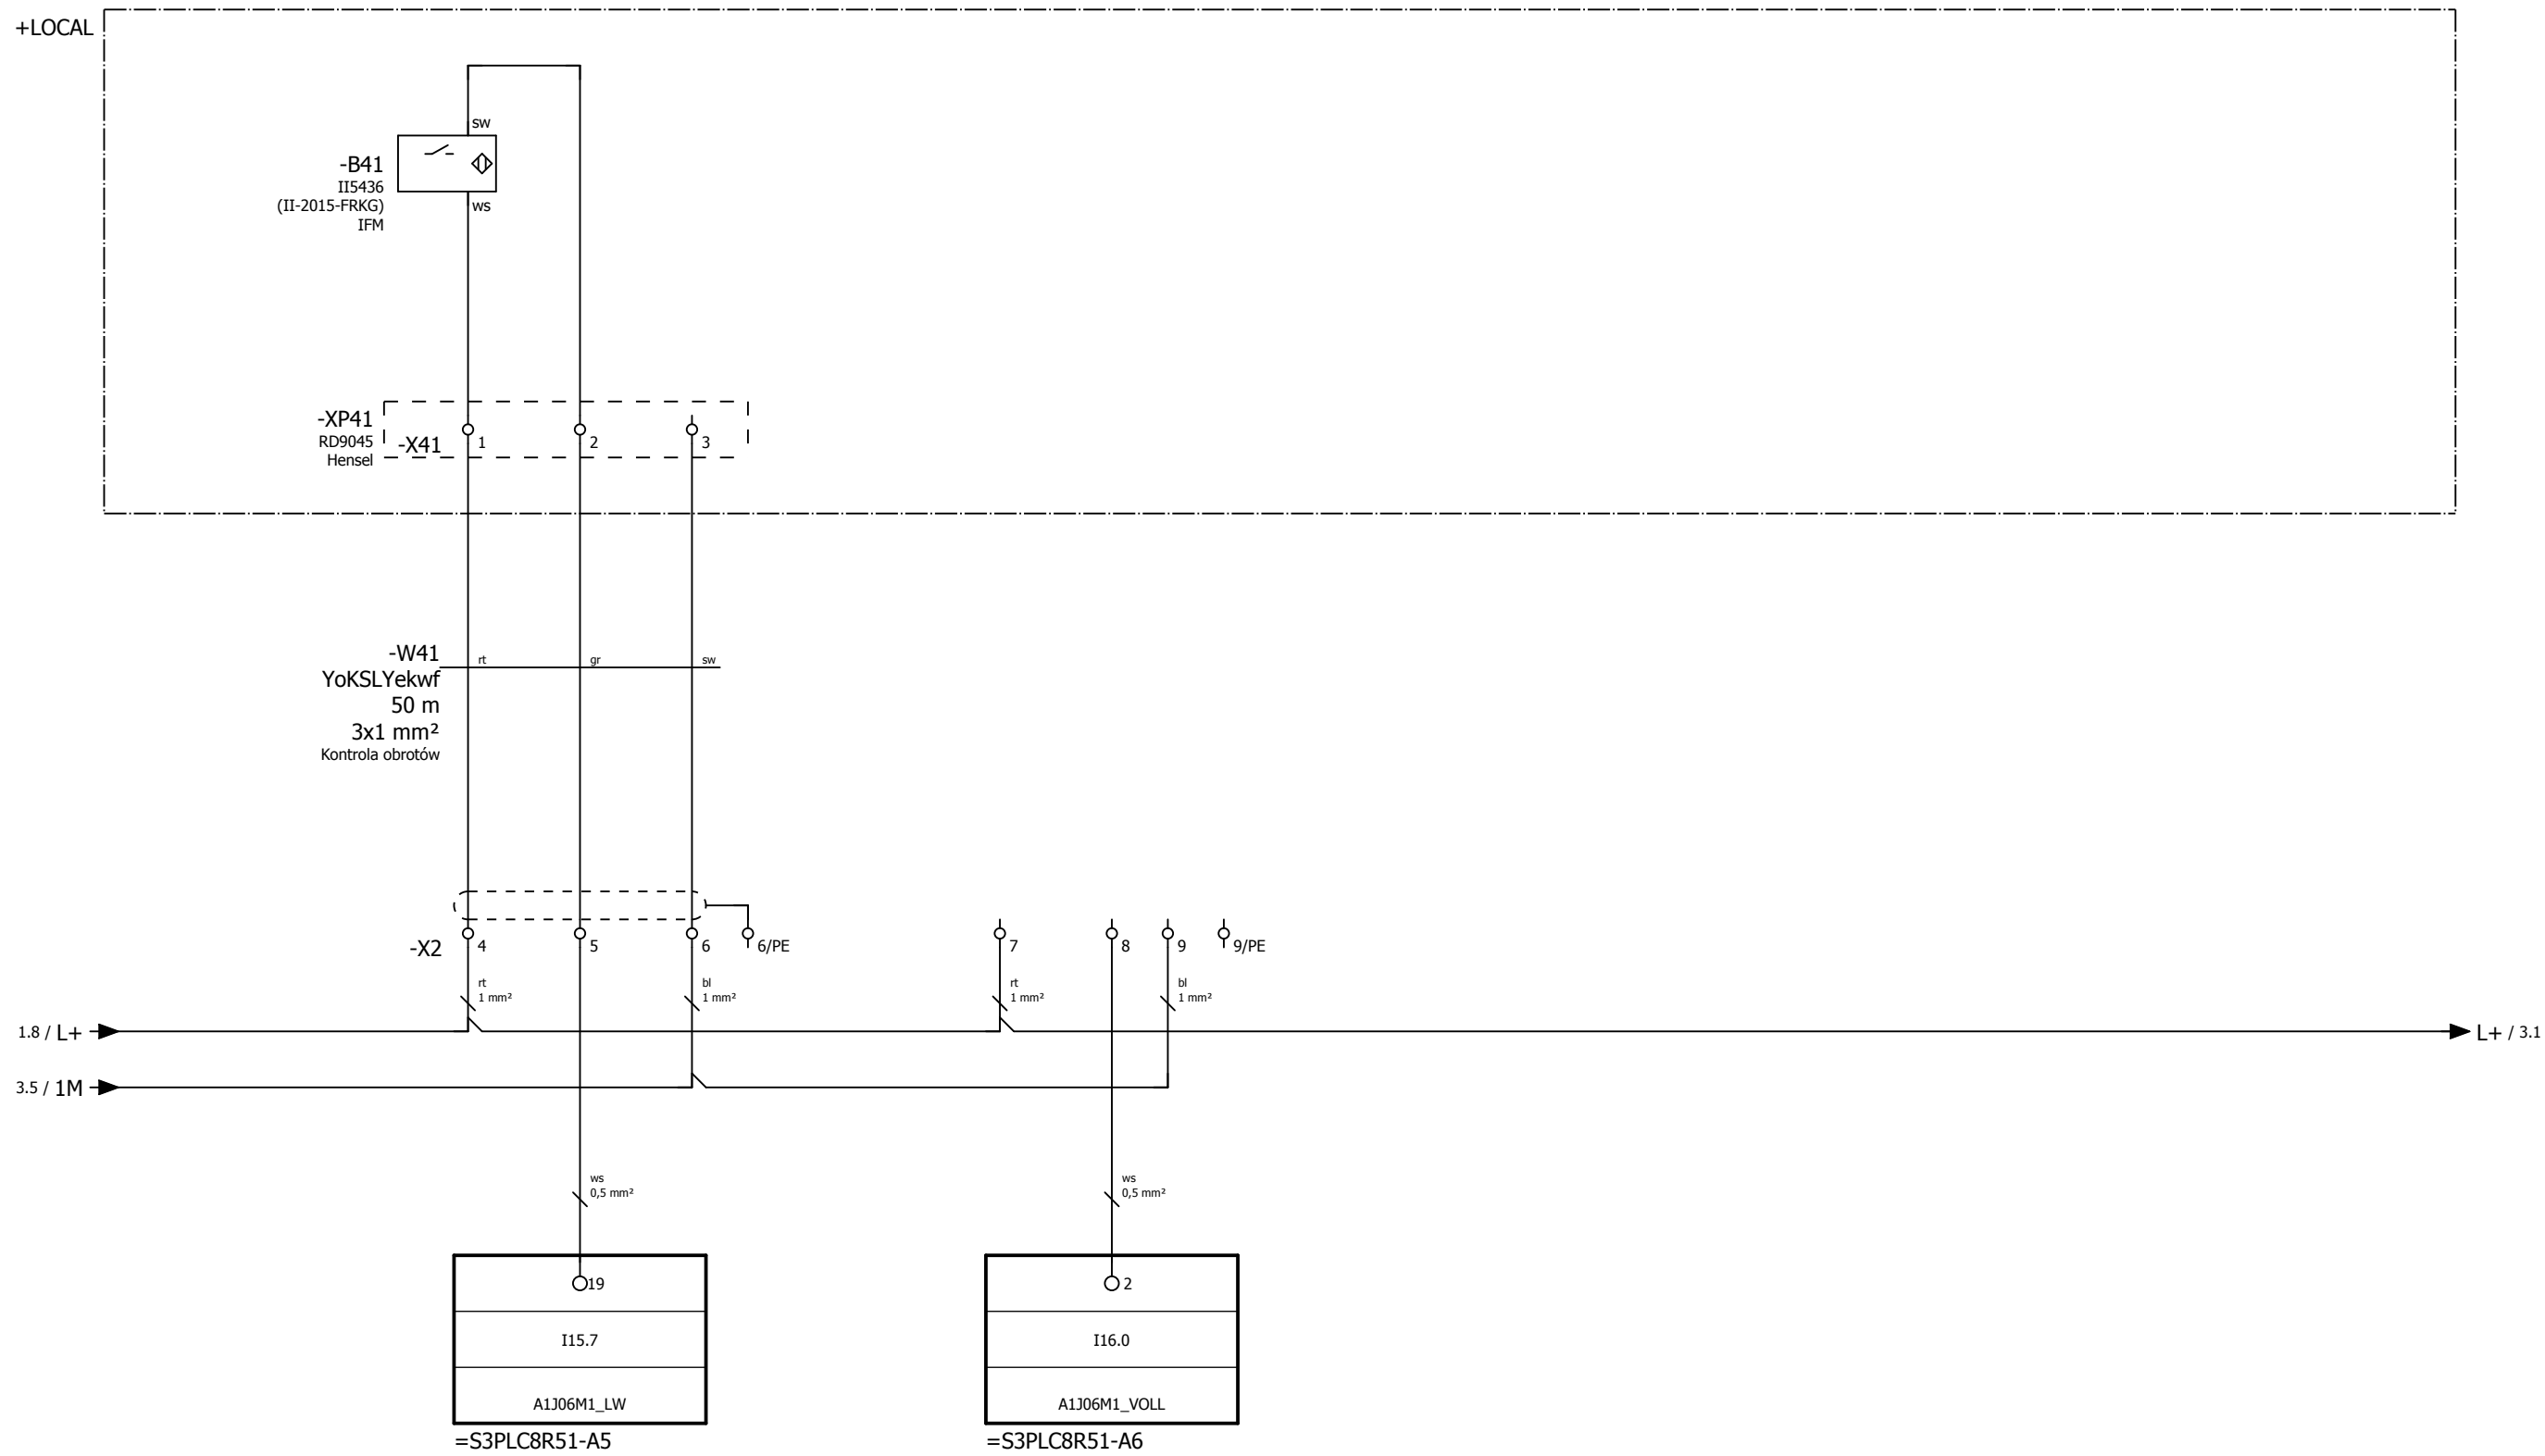 +LOCAL
sw
-B41
II5436
(II-2015-FRKG)
IFM
ws
-XP41
RD9045
Hensel
-X41
1
2
3
-W41
YoKSLYekwf
50 m
3x1 mm²
Kontrola obrotów
rt
gr
sw
-X2
4
5
6
6/PE
7
8
9
9/PE
rt
1 mm²
bl
1 mm²
rt
1 mm²
bl
1 mm²
1.8 / L+
L+ / 3.1
3.5 / 1M
ws
0,5 mm²
ws
0,5 mm²
19
I15.7
A1J06M1_LW
=S3PLC8R51-A5
2
I16.0
A1J06M1_VOLL
=S3PLC8R51-A6